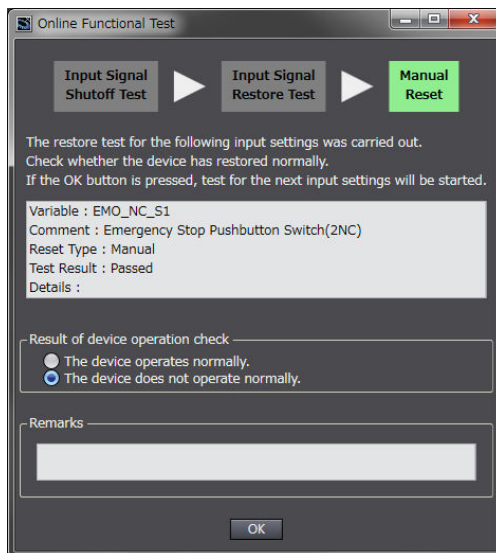 Online Functional Test
Input Signal
Shutoff Test
Input Signal
Restore Test
Manual
Reset
The restore test for the following input settings was carried out.
Check whether the device has restored normally.
If the OK button is pressed, test for the next input settings will be started.
Variable : EMO_NC_S1
Comment : Emergency Stop Pushbutton Switch(2NC)
Reset Type : Manual
Test Result : Passed
Details :
Result of device operation check
The device operates normally.
The device does not operate normally.
Remarks
OK